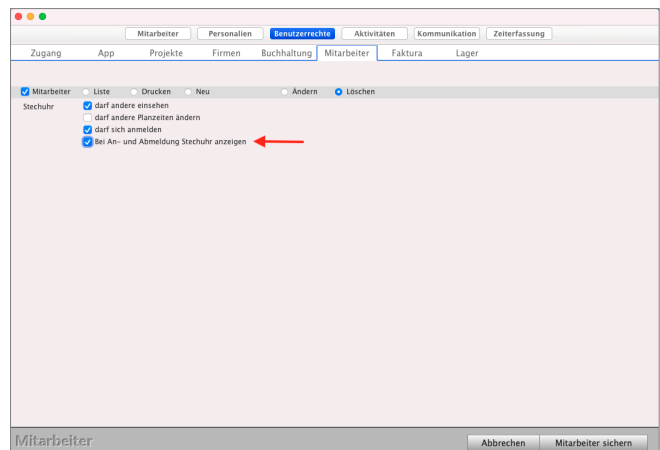 Mitarbeiter Personalien Benutzerrechte Aktivitäten Kommunikation Zeiterfassung
Zugang App Projekte Firmen Buchhaltung Mitarbeiter Faktura Lager
Mitarbeiter Liste Drucken Neu Ändern Löschen
Stechuhr darf andere einsehen
darf andere Planzeiten ändern
darf sich anmelden
Bei An- und Abmeldung Stechuhr anzeigen
Mitarbeiter Abbrechen Mitarbeiter sichern